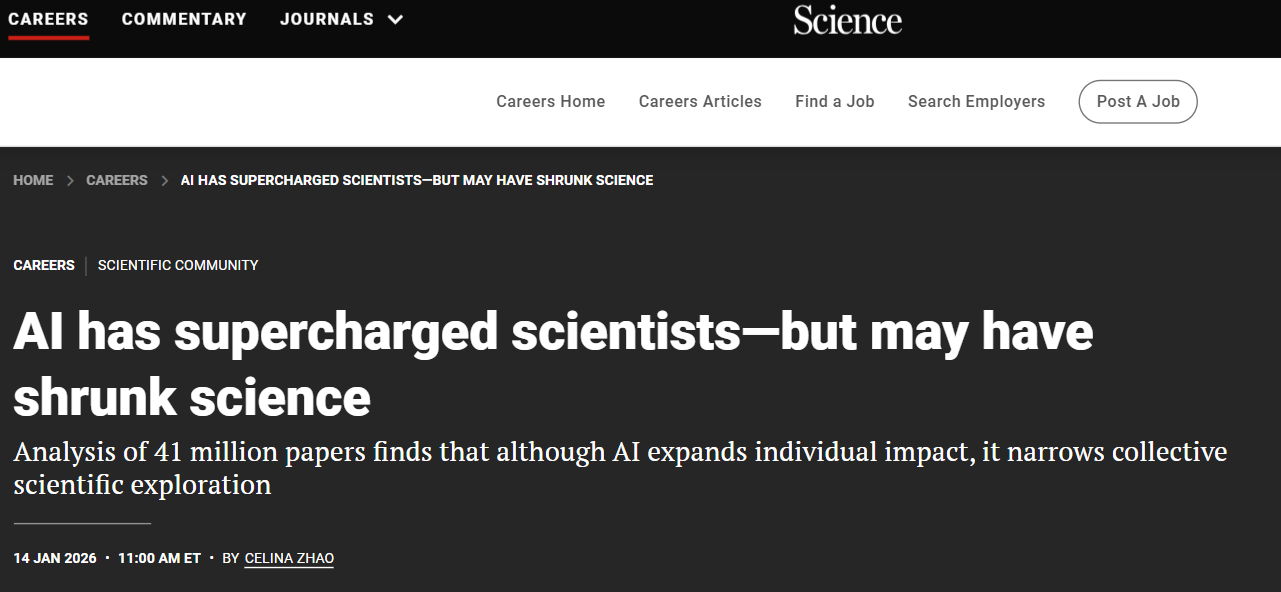 CAREERS COMMENTARY JOURNALS Science
Careers Home Careers Articles Find a Job Search Employers Post A Job
HOME > CAREERS > AI HAS SUPERCHARGED SCIENTISTS—BUT MAY HAVE SHRUNK SCIENCE
CAREERS | SCIENTIFIC COMMUNITY
AI has supercharged scientists—but may have
shrunk science
Analysis of 41 million papers finds that although AI expands individual impact, it narrows collective
scientific exploration
14 JAN 2026 • 11:00 AM ET • BY CELINA ZHAO